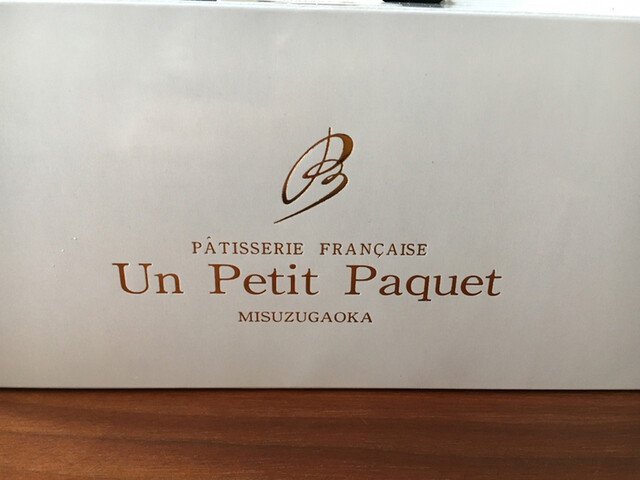 PÂTISSERIE FRANÇAISE
Un Petit Paquet
MISUZUGAOKA